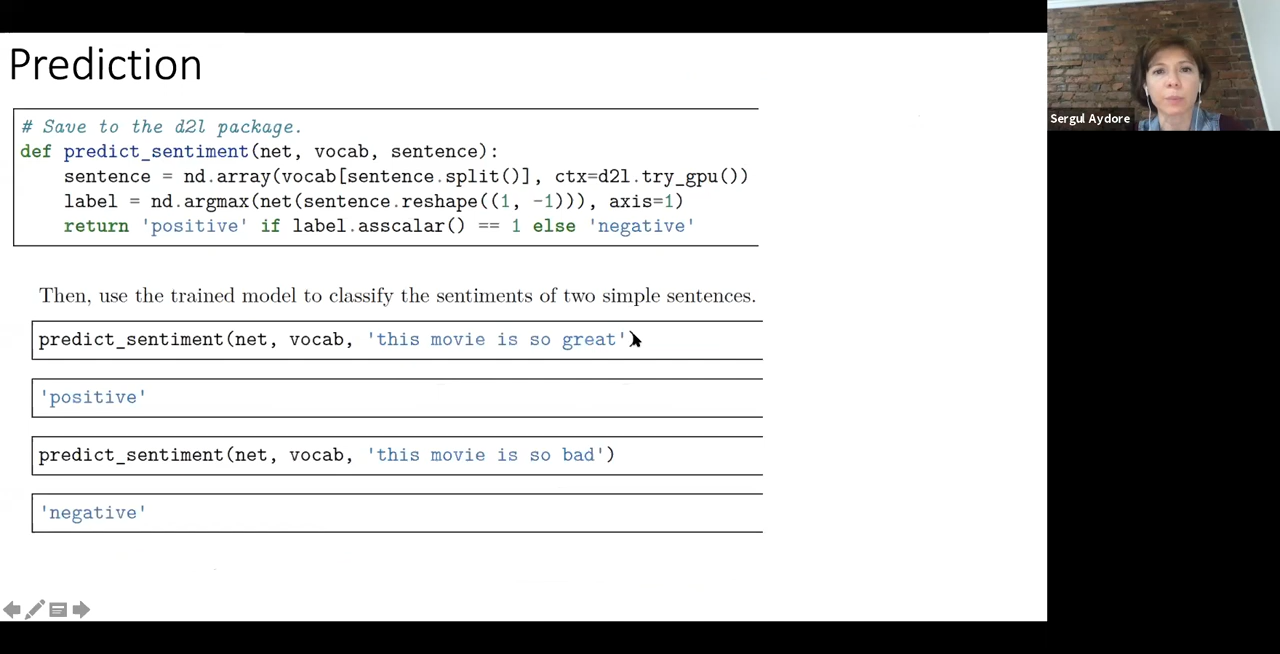 Prediction
# Save to the d2l package.
def predict_sentiment(net, vocab, sentence):
    sentence = nd.array(vocab[sentence.split()], ctx=d2l.try_gpu())
    label = nd.argmax(net(sentence.reshape((1, -1))), axis=1)
    return 'positive' if label.asscalar() == 1 else 'negative'
Then, use the trained model to classify the sentiments of two simple sentences.
predict_sentiment(net, vocab, 'this movie is so great')
'positive'
predict_sentiment(net, vocab, 'this movie is so bad')
'negative'
Sergul Aydore